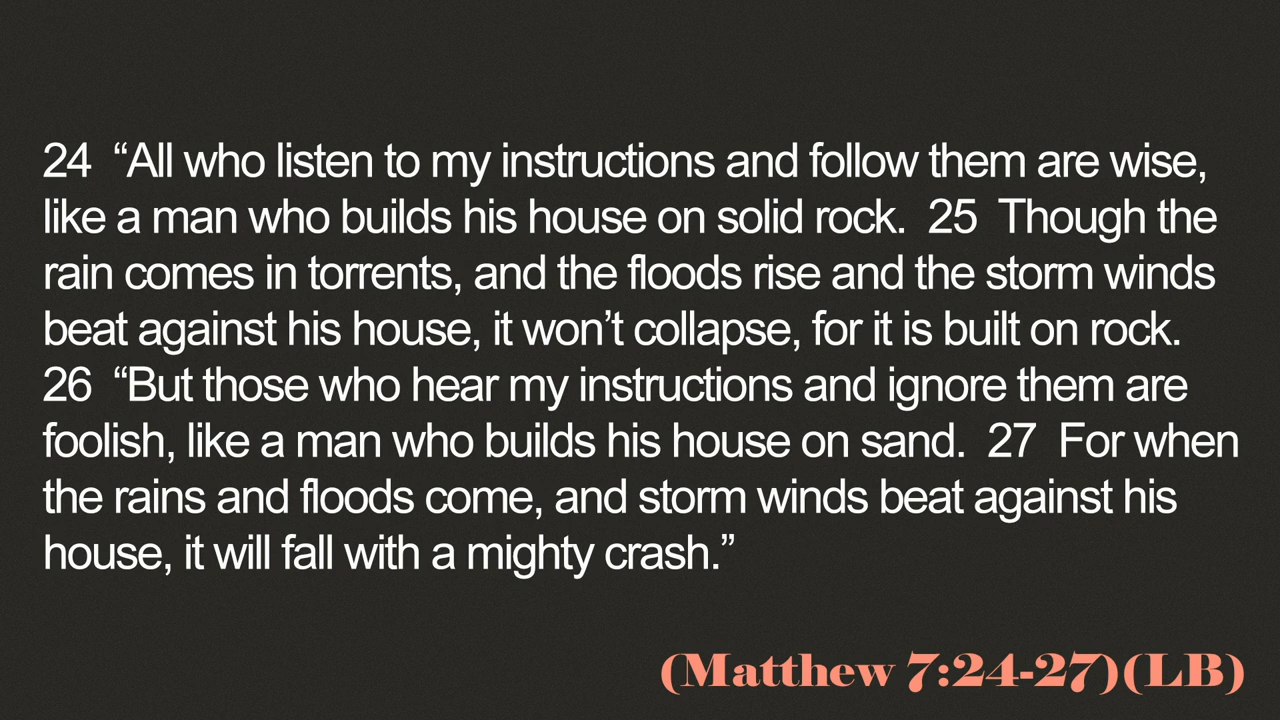 24  “All who listen to my instructions and follow them are wise,
like a man who builds his house on solid rock.  25  Though the
rain comes in torrents, and the floods rise and the storm winds
beat against his house, it won’t collapse, for it is built on rock.
26  “But those who hear my instructions and ignore them are
foolish, like a man who builds his house on sand.  27  For when
the rains and floods come, and storm winds beat against his
house, it will fall with a mighty crash.”
(Matthew 7:24-27)(LB)